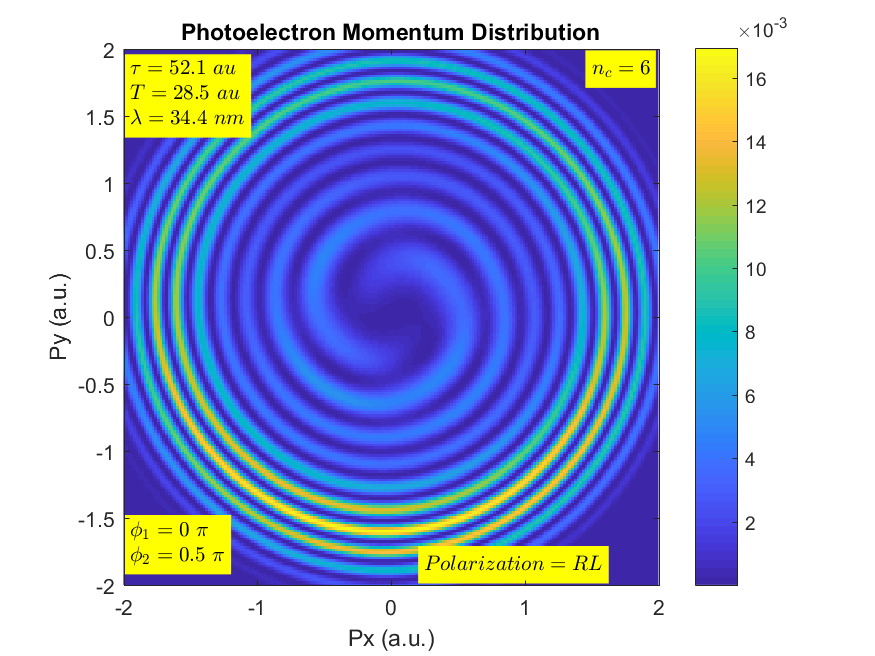 Photoelectron Momentum Distribution
×10⁻³
τ = 52.1 au
T = 28.5 au
λ = 34.4 nm
n_c = 6
2
1.5
1
0.5
0
-0.5
-1
-1.5
-2
Py (a.u.)
16
14
12
10
8
6
4
2
ϕ₁ = 0 π
ϕ₂ = 0.5 π
Polarization = RL
-2
-1
0
1
2
Px (a.u.)